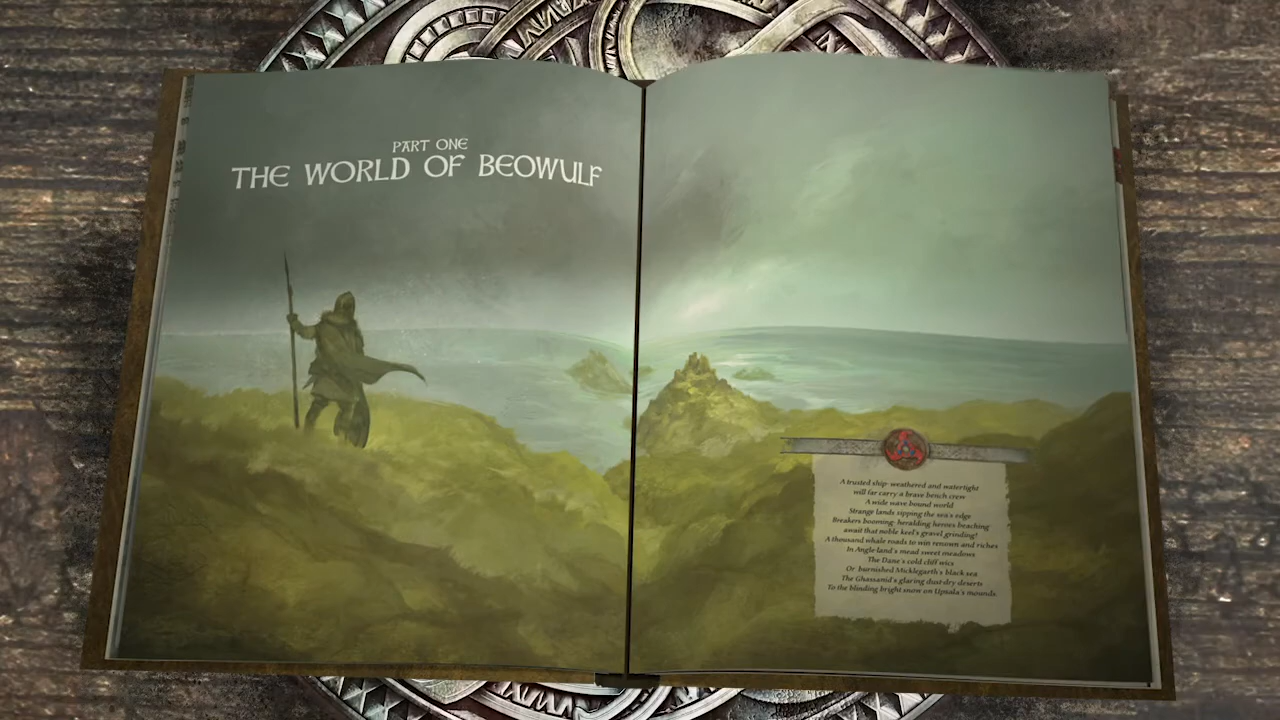 PART ONE
THE WORLD OF BEOWULF
A trusted ship- weathered and watertight
will far carry a brave bench crew
A wide wave bound world
Strange lands sipping the sea's edge
Breakers booming- heralding heroes beaching
await that noble keel's gravel grinding!
A thousand whale roads to win renown and riches
In Angle-land's mead sweet meadows
The Dane's cold cliff wics
Or burnished Micklegarth's black sea
The Ghassanid's glaring dust-dry deserts
To the blinding bright snow on Upsala's mounds.